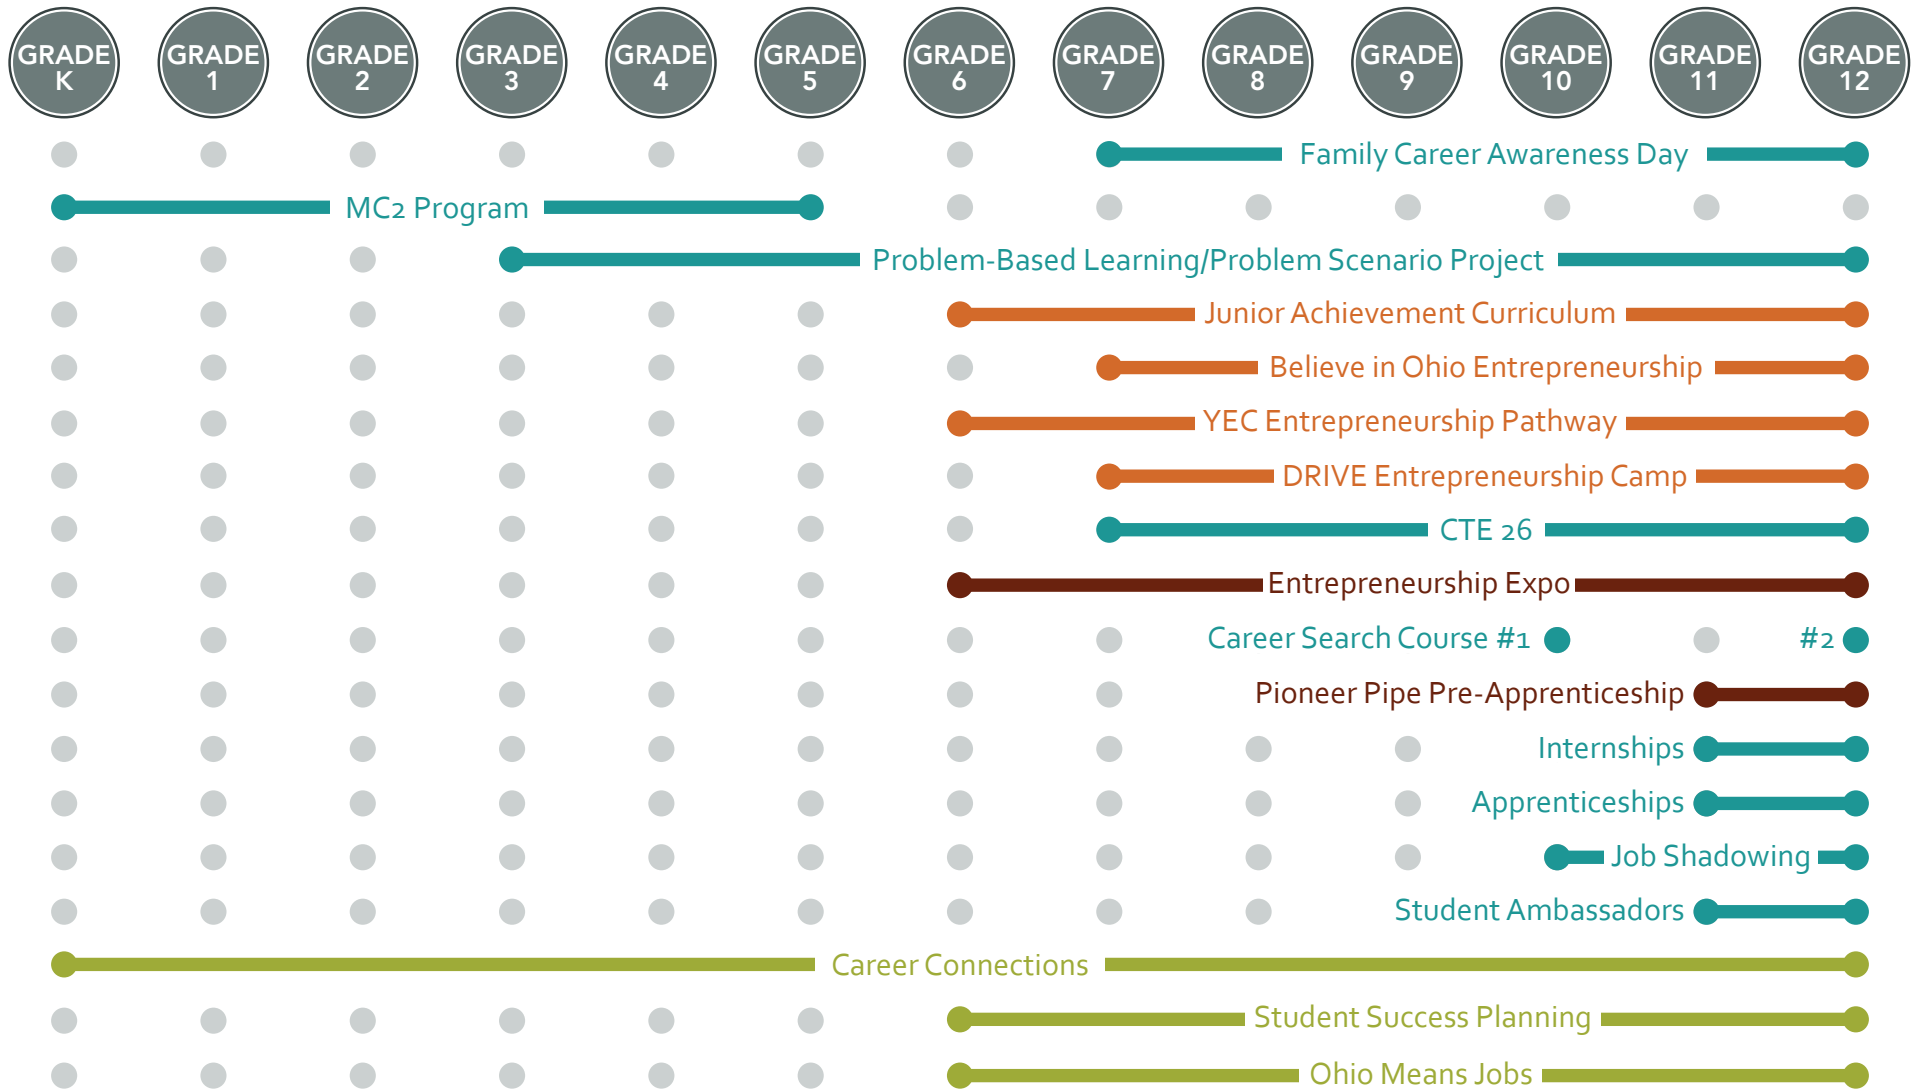 GRADE K
GRADE 1
GRADE 2
GRADE 3
GRADE 4
GRADE 5
GRADE 6
GRADE 7
GRADE 8
GRADE 9
GRADE 10
GRADE 11
GRADE 12
Family Career Awareness Day
MC2 Program
Problem-Based Learning/Problem Scenario Project
Junior Achievement Curriculum
Believe in Ohio Entrepreneurship
YEC Entrepreneurship Pathway
DRIVE Entrepreneurship Camp
CTE 26
Entrepreneurship Expo
Career Search Course #1 #2
Pioneer Pipe Pre-Apprenticeship
Internships
Apprenticeships
Job Shadowing
Student Ambassadors
Career Connections
Student Success Planning
Ohio Means Jobs